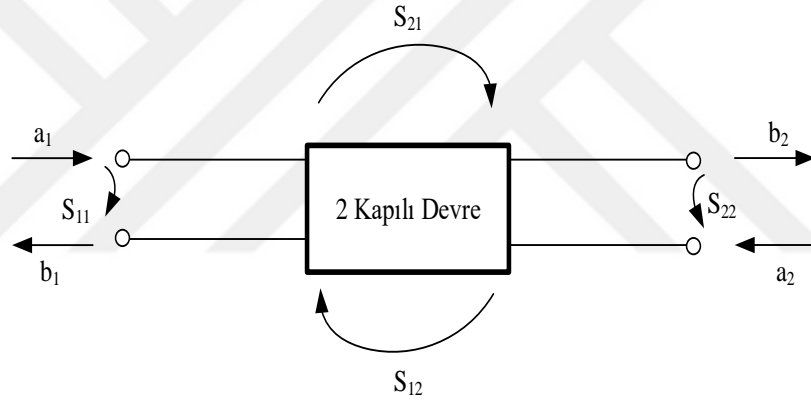 S₂₁
a₁
b₂
S₁₁
2 Kapılı Devre
S₂₂
b₁
a₂
S₁₂